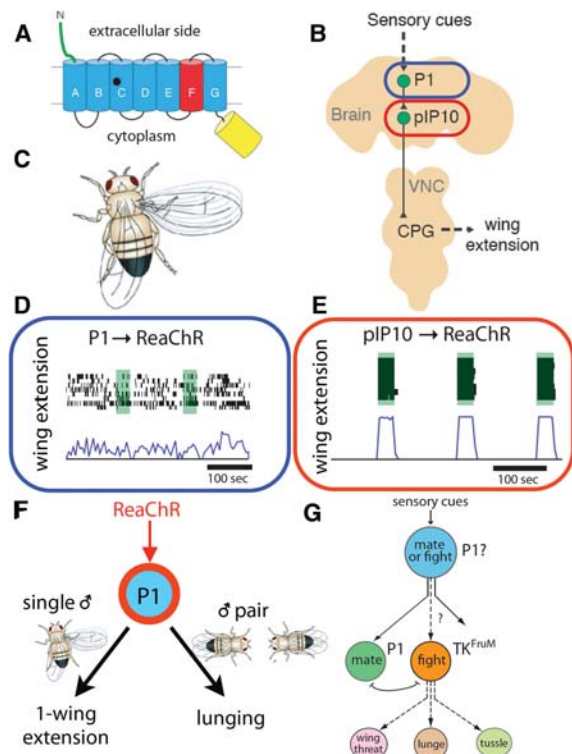 A
N
extracellular side
A B C D E F G
cytoplasm
B
Sensory cues
P1
Brain
pIP10
VNC
CPG
wing
extension
C
D
P1 → ReaChR
wing extension
100 sec
E
pIP10 → ReaChR
wing extension
100 sec
F
ReaChR
P1
single ♂
♂ pair
1-wing
extension
lunging
G
sensory cues
mate
or fight
P1?
?
P1
TK^FruM
mate
fight
wing
threat
lunge
tussle